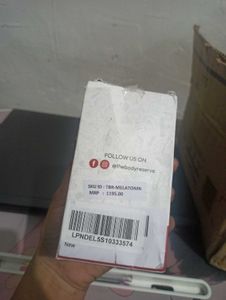 FOLLOW US ON
@thebodyreserve
SKU ID : TBR-MELATONIN
MRP : 1195.00
LPNDEL5S10333574
New